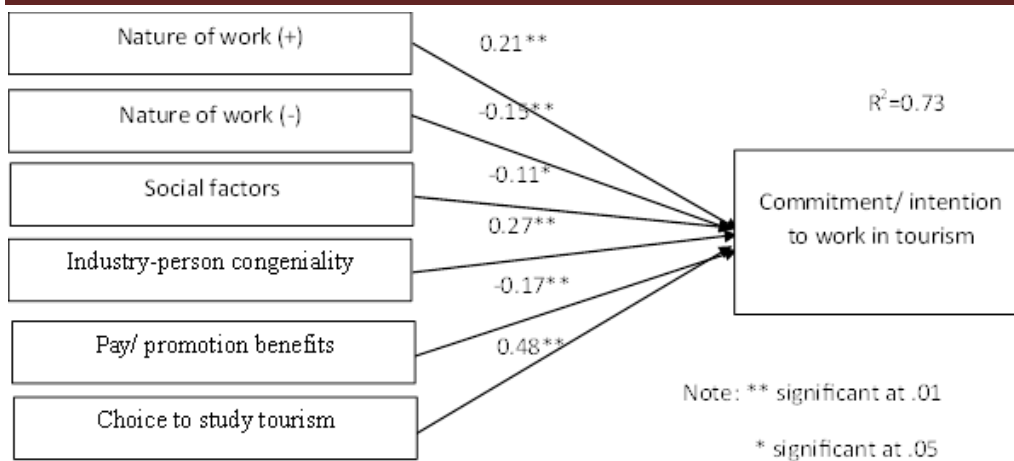 Nature of work (+)
0.21**
R²=0.73
Nature of work (-)
-0.15**
Social factors
-0.11*
Commitment/ intention
to work in tourism
0.27**
Industry-person congeniality
-0.17**
Pay/ promotion benefits
0.48**
Choice to study tourism
Note: ** significant at .01
* significant at .05